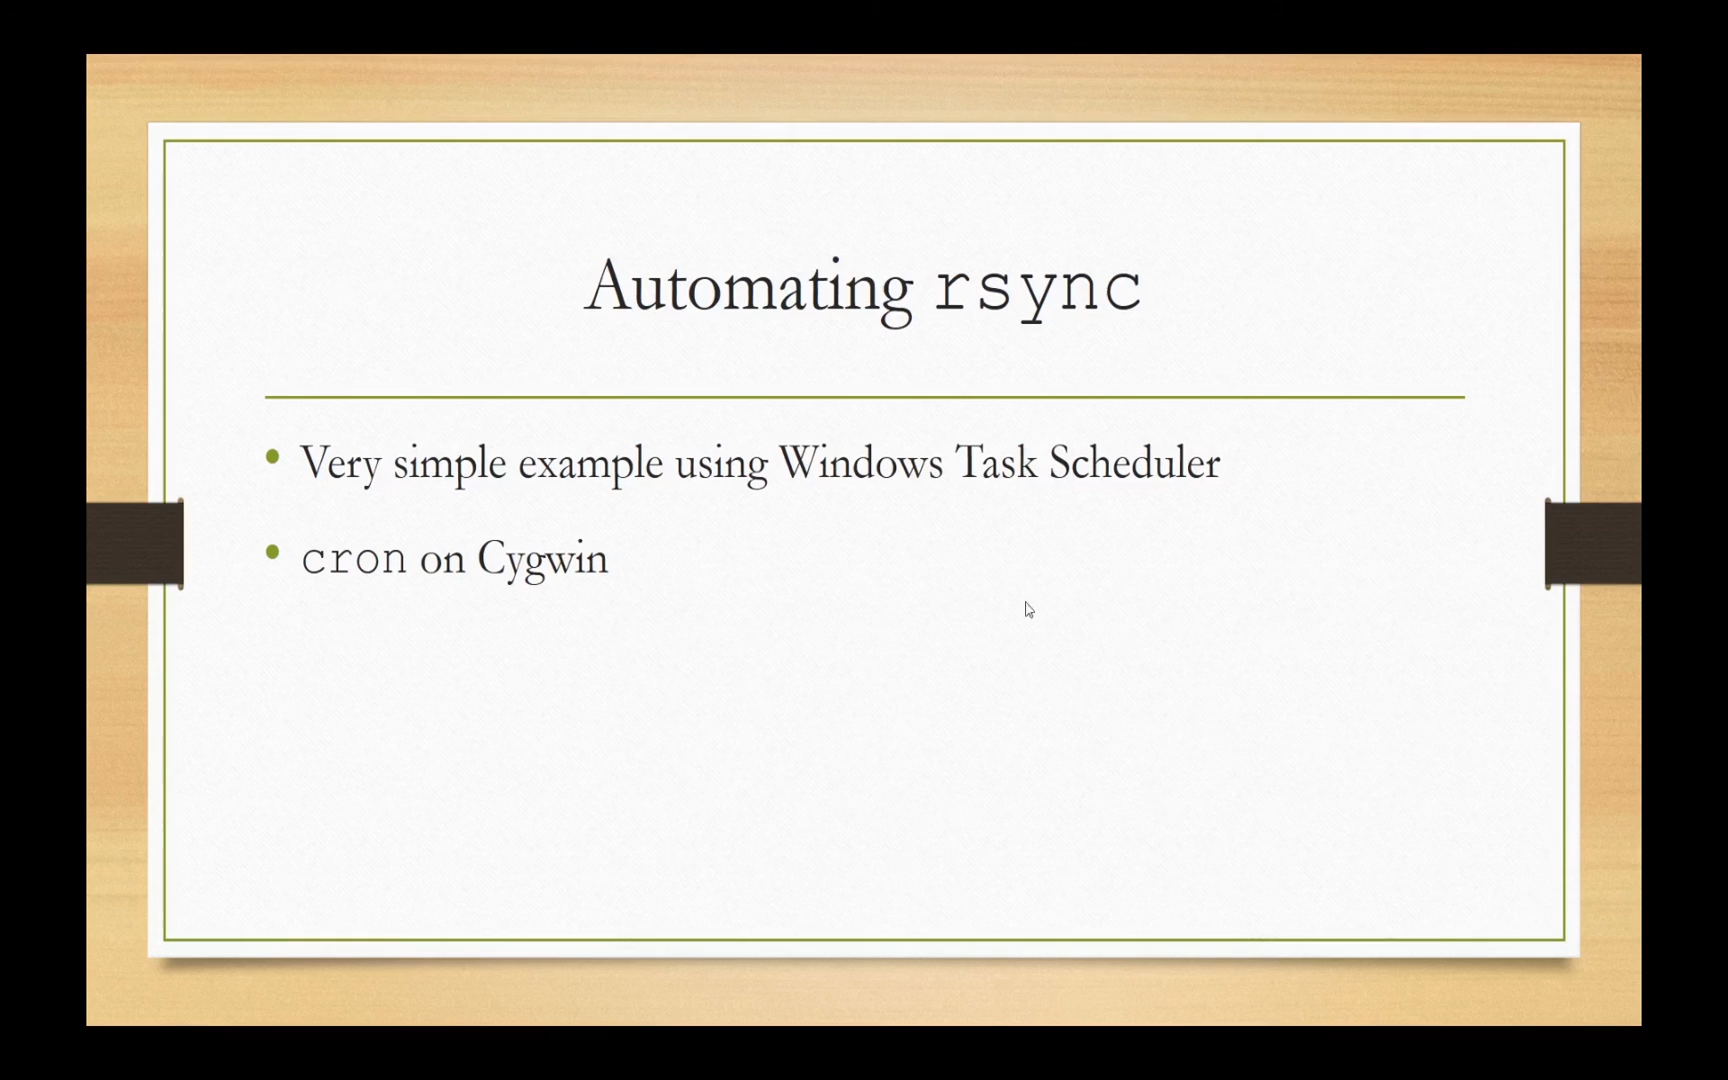 Automating rsync
Very simple example using Windows Task Scheduler
cron on Cygwin